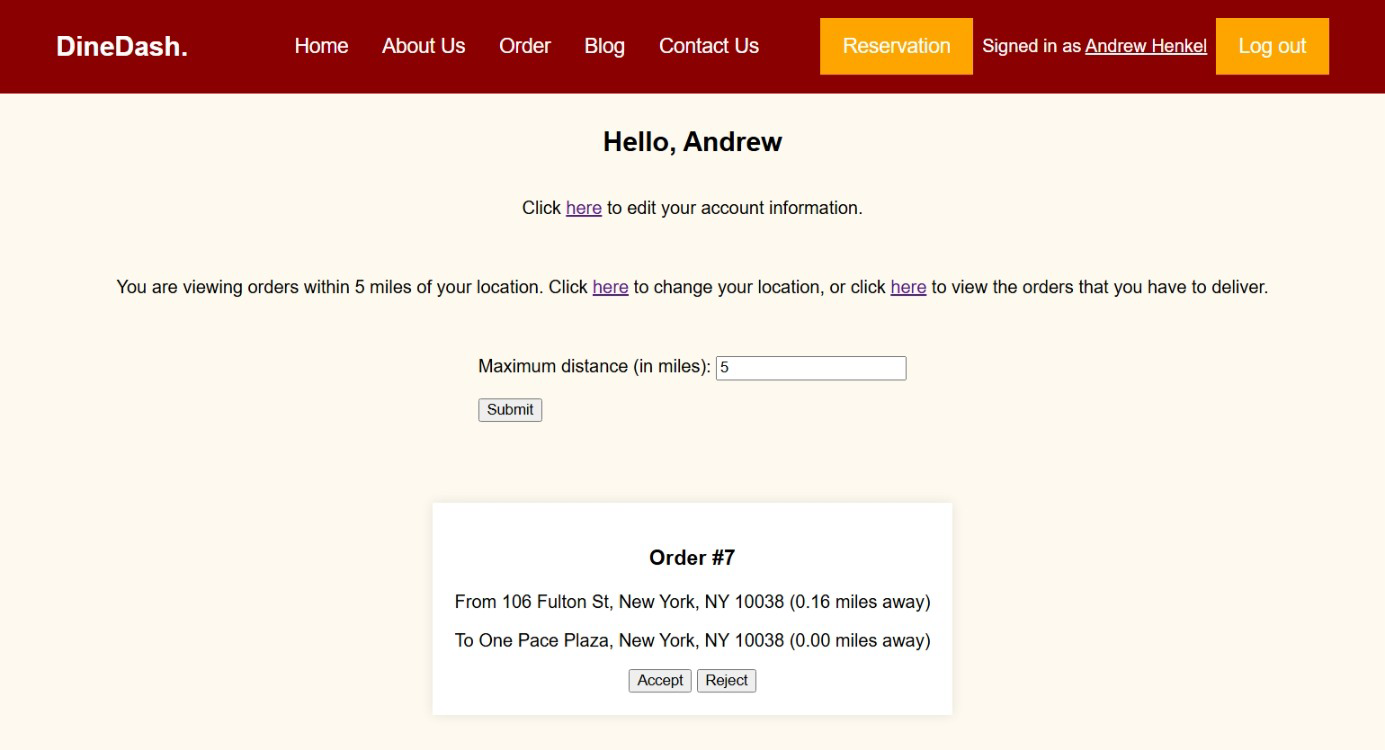 DineDash.
Home About Us Order Blog Contact Us Reservation Signed in as Andrew Henkel Log out
Hello, Andrew
Click here to edit your account information.
You are viewing orders within 5 miles of your location. Click here to change your location, or click here to view the orders that you have to deliver.
Maximum distance (in miles): 5
Submit
Order #7
From 106 Fulton St, New York, NY 10038 (0.16 miles away)
To One Pace Plaza, New York, NY 10038 (0.00 miles away)
Accept Reject